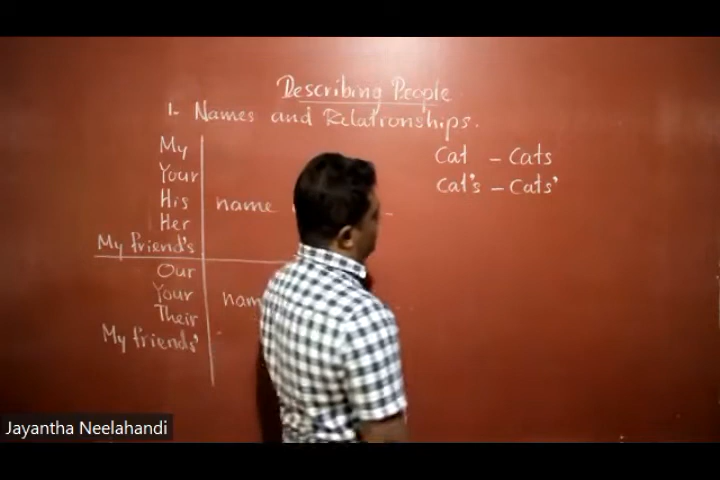 Describing People
1- Names and Relationships.
My
Your
His
Her
My friend's
name
Our
Your
Their
My friends'
Cat - Cats
Cat's - Cats'
Jayantha Neelahandi